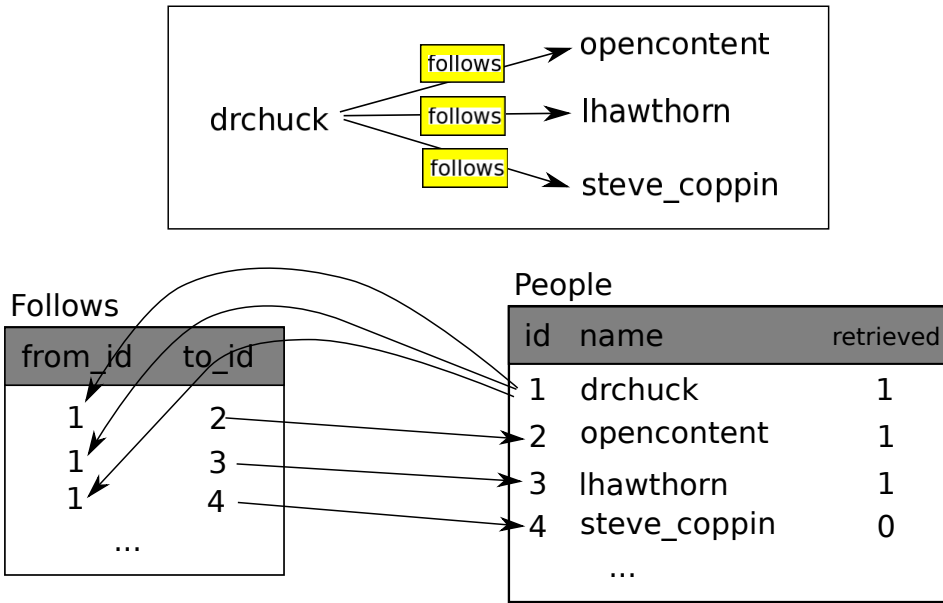 follows opencontent
drchuck follows lhawthorn
follows steve_coppin
Follows
from_id to_id
1 2
1 3
1 4
...
People
id name retrieved
1 drchuck 1
2 opencontent 1
3 lhawthorn 1
4 steve_coppin 0
...